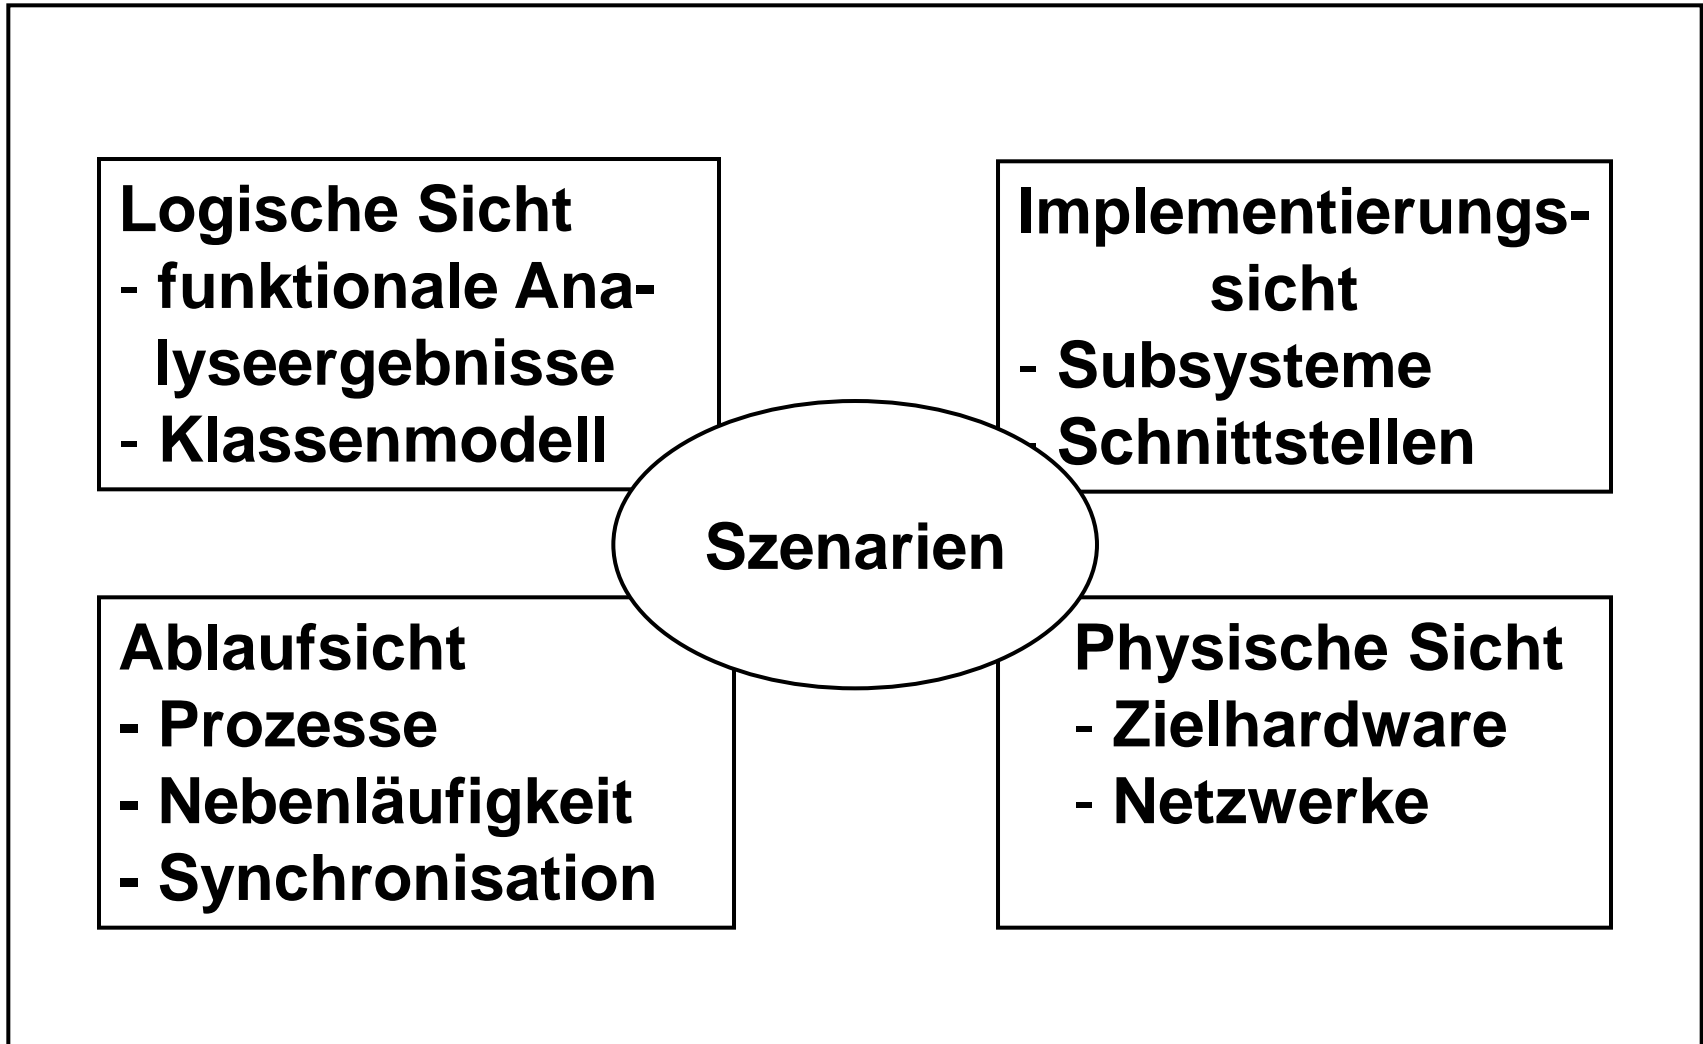 Logische Sicht
- funktionale Ana-
lyseergebnisse
- Klassenmodell
Implementierungs-
sicht
- Subsysteme
- Schnittstellen
Szenarien
Ablaufsicht
- Prozesse
- Nebenläufigkeit
- Synchronisation
Physische Sicht
- Zielhardware
- Netzwerke